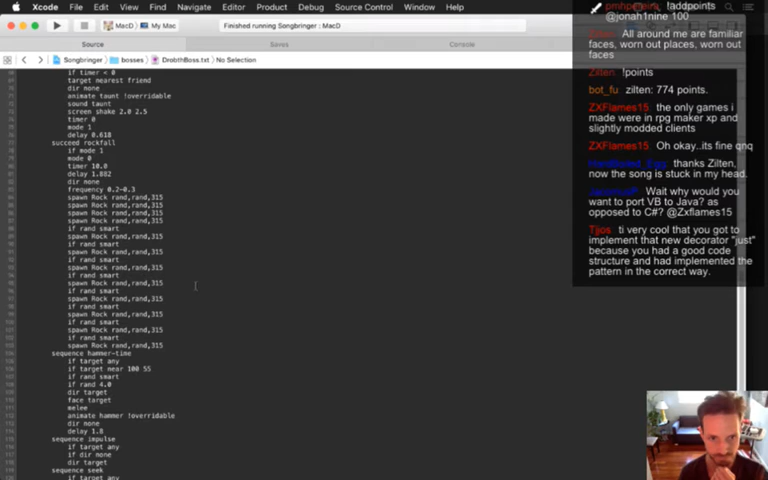 Xcode File Edit View Find Navigate Editor Product Debug Integrate Source Control Window Help
MacD My Mac
Finished running Songbringer : MacD
Source
Saves
Console
Songbringer bosses DrobthBoss.txt No Selection
if timer < 0
target nearest friend
dir none
animate taunt !overridable
sound taunt
screen shake 2.0 2.5
timer 0
mode 1
delay 0.618
succeed rockfall
if mode 1
mode 0
timer 10.0
delay 1.882
dir none
frequency 0.2~0.3
spawn Rock rand,rand,315
spawn Rock rand,rand,315
spawn Rock rand,rand,315
spawn Rock rand,rand,315
if rand smart
spawn Rock rand,rand,315
if rand smart
spawn Rock rand,rand,315
if rand smart
spawn Rock rand,rand,315
if rand smart
spawn Rock rand,rand,315
if rand smart
spawn Rock rand,rand,315
if rand smart
spawn Rock rand,rand,315
if rand smart
spawn Rock rand,rand,315
spawn Rock rand,rand,315
sequence hammer-time
if target any
if target near 100 55
if rand smart
if rand 4.0
dir target
face target
melee
animate hammer !overridable
dir none
delay 1.8
sequence impulse
if target any
if dir none
dir target
sequence seek
if target any
!addpoints
@jonah1nine 100
Zilten: All around me are familiar
faces, worn out places, worn out
faces
Zilten: !points
bot_fu zilten: 774 points.
ZXFlames15: the only games i
made were in rpg maker xp and
slightly modded clients
ZXFlames15: Oh okay..its fine qnq
thanks Zilten,
now the song is stuck in my head.
Wait why would you
want to port VB to Java? as
opposed to C#? @Zxflames15
Tjjos: ti very cool that you got to
implement that new decorator "just"
because you had a good code
structure and had implemented the
pattern in the correct way.